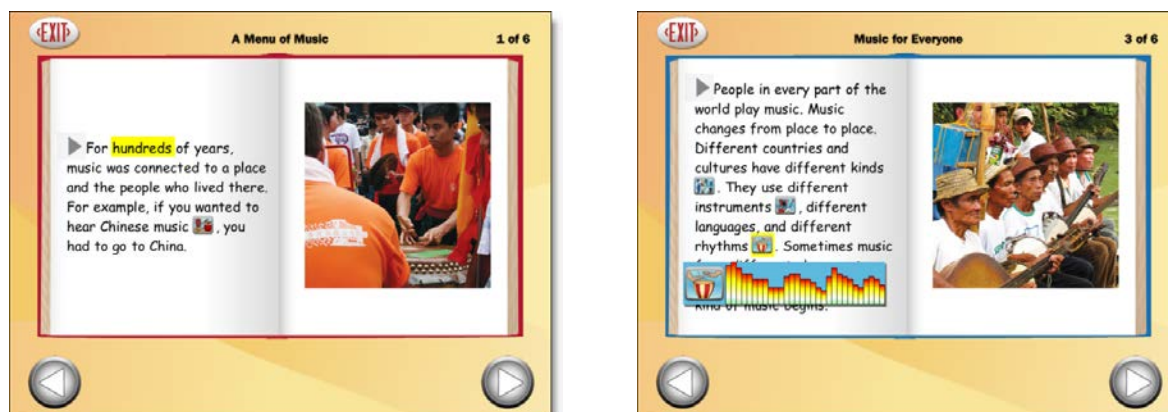 EXIT
A Menu of Music
1 of 6
For hundreds of years,
music was connected to a place
and the people who lived there.
For example, if you wanted to
hear Chinese music , you
had to go to China.
EXIT
Music for Everyone
3 of 6
People in every part of the
world play music. Music
changes from place to place.
Different countries and
cultures have different kinds
. They use different
instruments , different
languages, and different
rhythms . Sometimes music
kind of music begins.